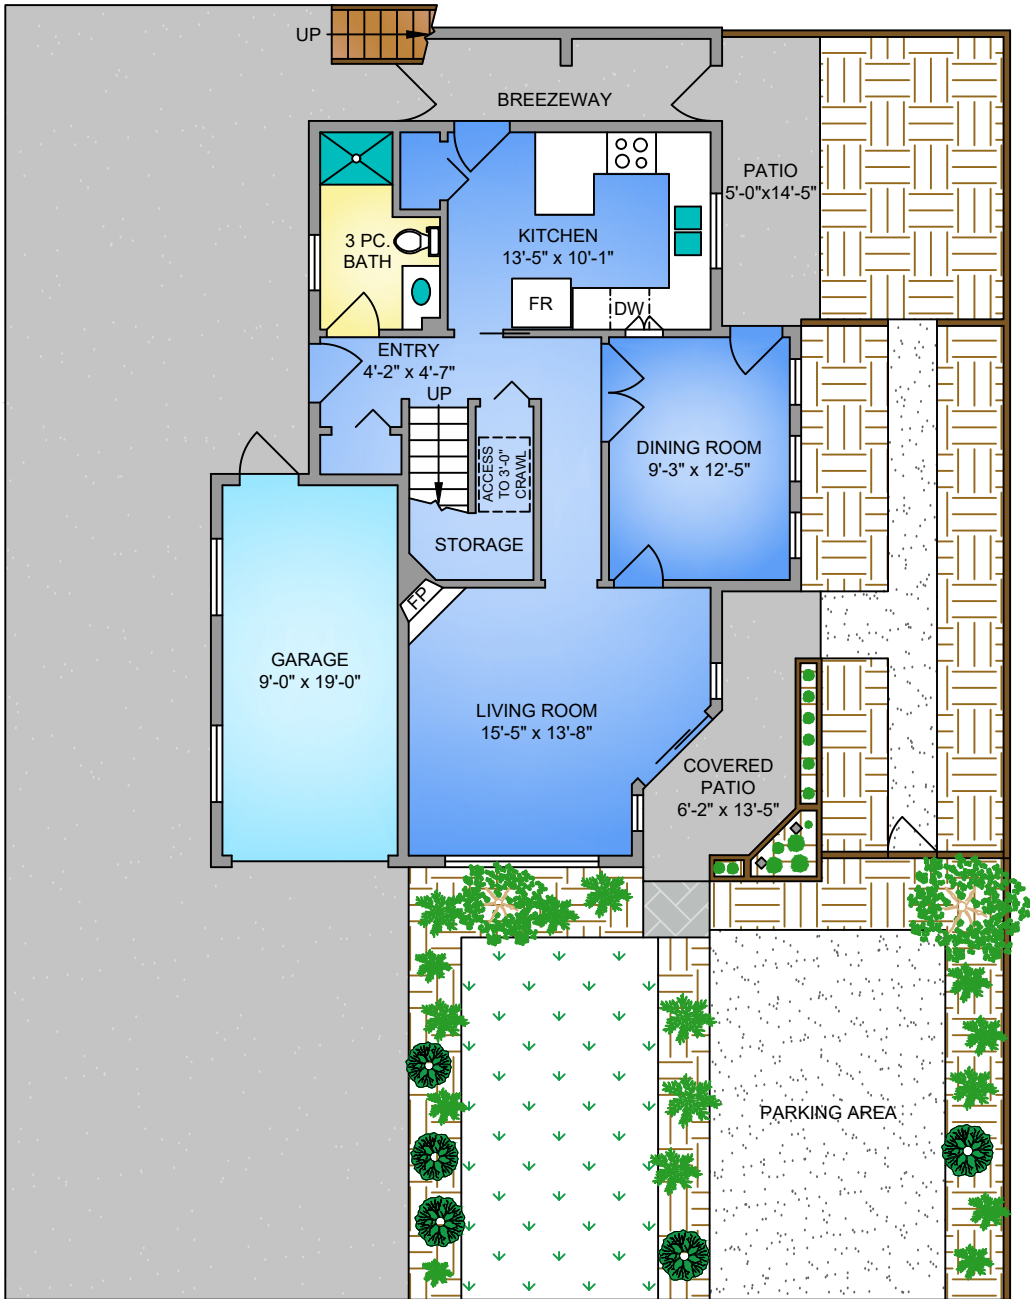 UP
BREEZEWAY
PATIO
5'-0"x14'-5"
3 PC.
BATH
KITCHEN
13'-5" x 10'-1"
FR
DW
ENTRY
4'-2" x 4'-7"
UP
ACCESS
TO 3'-0"
CRAWL
DINING ROOM
9'-3" x 12'-5"
STORAGE
FP
GARAGE
9'-0" x 19'-0"
LIVING ROOM
15'-5" x 13'-8"
COVERED
PATIO
6'-2" x 13'-5"
PARKING AREA